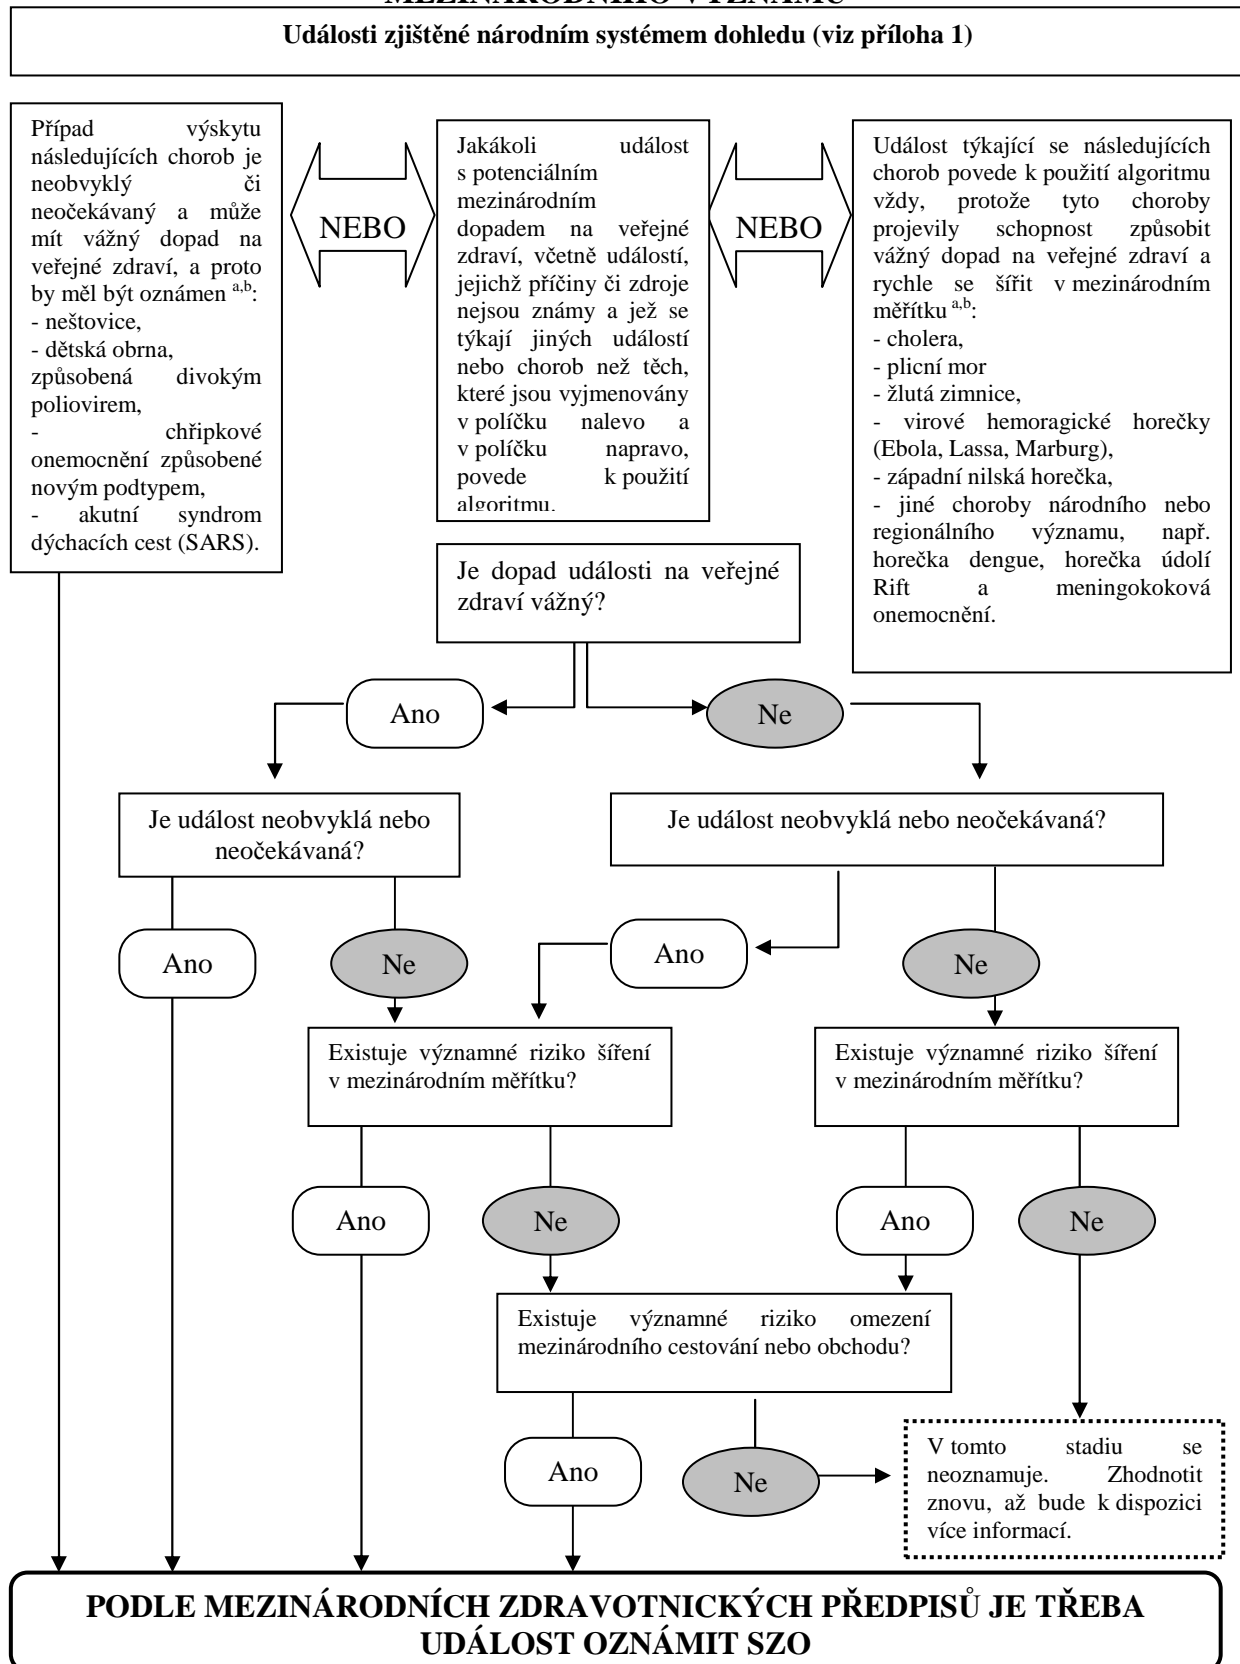 MEZINÁRODNÍHO VÝZNAMU
Události zjištěné národním systémem dohledu (viz příloha 1)
Případ výskytu
následujících chorob je
neobvyklý či
neočekávaný a může
mít vážný dopad na
veřejné zdraví, a proto
by měl být oznámen a,b:
- neštovice,
- dětská obrna,
způsobená divokým
poliovirem,
- chřipkové
onemocnění způsobené
novým podtypem,
- akutní syndrom
dýchacích cest (SARS).
NEBO
Jakákoli událost
s potenciálním
mezinárodním
dopadem na veřejné
zdraví, včetně událostí,
jejichž příčiny či zdroje
nejsou známy a jež se
týkají jiných událostí
nebo chorob než těch,
které jsou vyjmenovány
v políčku nalevo a
v políčku napravo,
povede k použití
algoritmu.
NEBO
Událost týkající se následujících
chorob povede k použití algoritmu
vždy, protože tyto choroby
projevily schopnost způsobit
vážný dopad na veřejné zdraví a
rychle se šířit v mezinárodním
měřítku a,b:
- cholera,
- plicní mor
- žlutá zimnice,
- virové hemoragické horečky
(Ebola, Lassa, Marburg),
- západní nilská horečka,
- jiné choroby národního nebo
regionálního významu, např.
horečka dengue, horečka údolí
Rift a meningokoková
onemocnění.
Je dopad události na veřejné
zdraví vážný?
Ano
Ne
Je událost neobvyklá nebo
neočekávaná?
Je událost neobvyklá nebo neočekávaná?
Ano
Ne
Ano
Ne
Existuje významné riziko šíření
v mezinárodním měřítku?
Existuje významné riziko šíření
v mezinárodním měřítku?
Ano
Ne
Ano
Ne
Existuje významné riziko omezení
mezinárodního cestování nebo obchodu?
Ano
Ne
V tomto stadiu se
neoznamuje. Zhodnotit
znovu, až bude k dispozici
více informací.
PODLE MEZINÁRODNÍCH ZDRAVOTNICKÝCH PŘEDPISŮ JE TŘEBA
UDÁLOST OZNÁMIT SZO